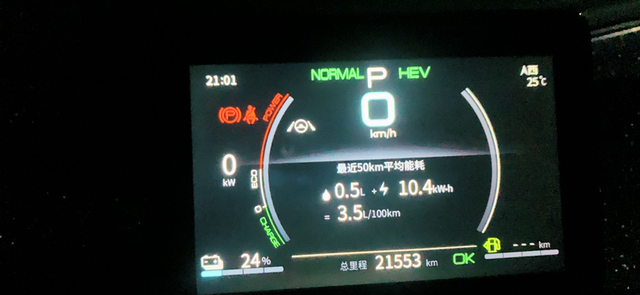 21:01
NORMAL P HEV
A西
25℃
POWER
0
km/h
0
kW
ECO
CHARGE
最近50km平均能耗
0.5L + 10.4kW·h
= 3.5L/100km
24%
总里程 21553 km
OK
--- km